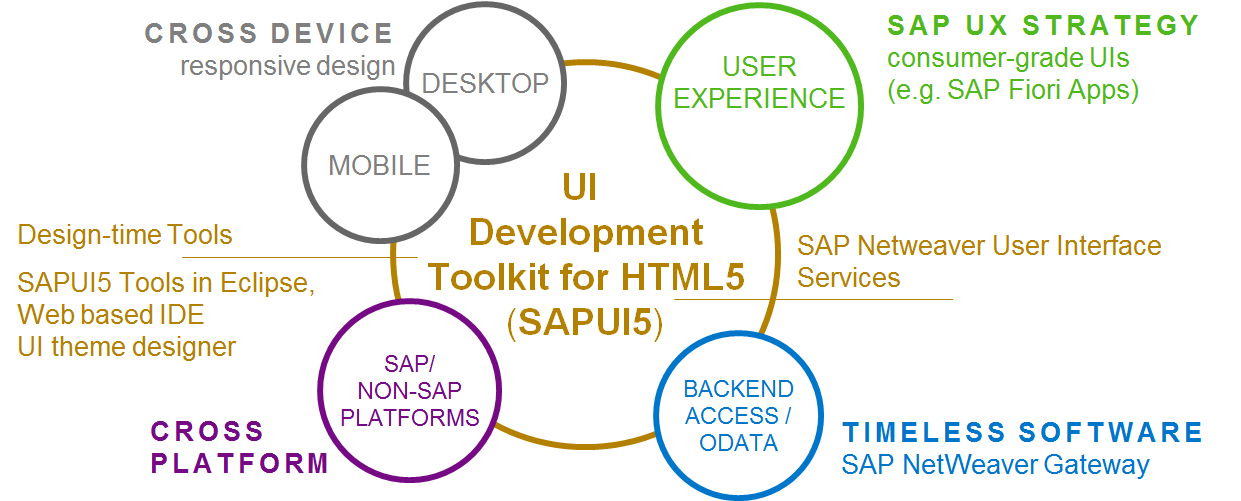 CROSS DEVICE
responsive design
DESKTOP
MOBILE
USER
EXPERIENCE
SAP UX STRATEGY
consumer-grade UIs
(e.g. SAP Fiori Apps)
UI
Development
Toolkit for HTML5
(SAPUI5)
Design-time Tools
SAPUI5 Tools in Eclipse,
Web based IDE
UI theme designer
SAP Netweaver User Interface
Services
SAP/
NON-SAP
PLATFORMS
CROSS
PLATFORM
BACKEND
ACCESS /
ODATA
TIMELESS SOFTWARE
SAP NetWeaver Gateway